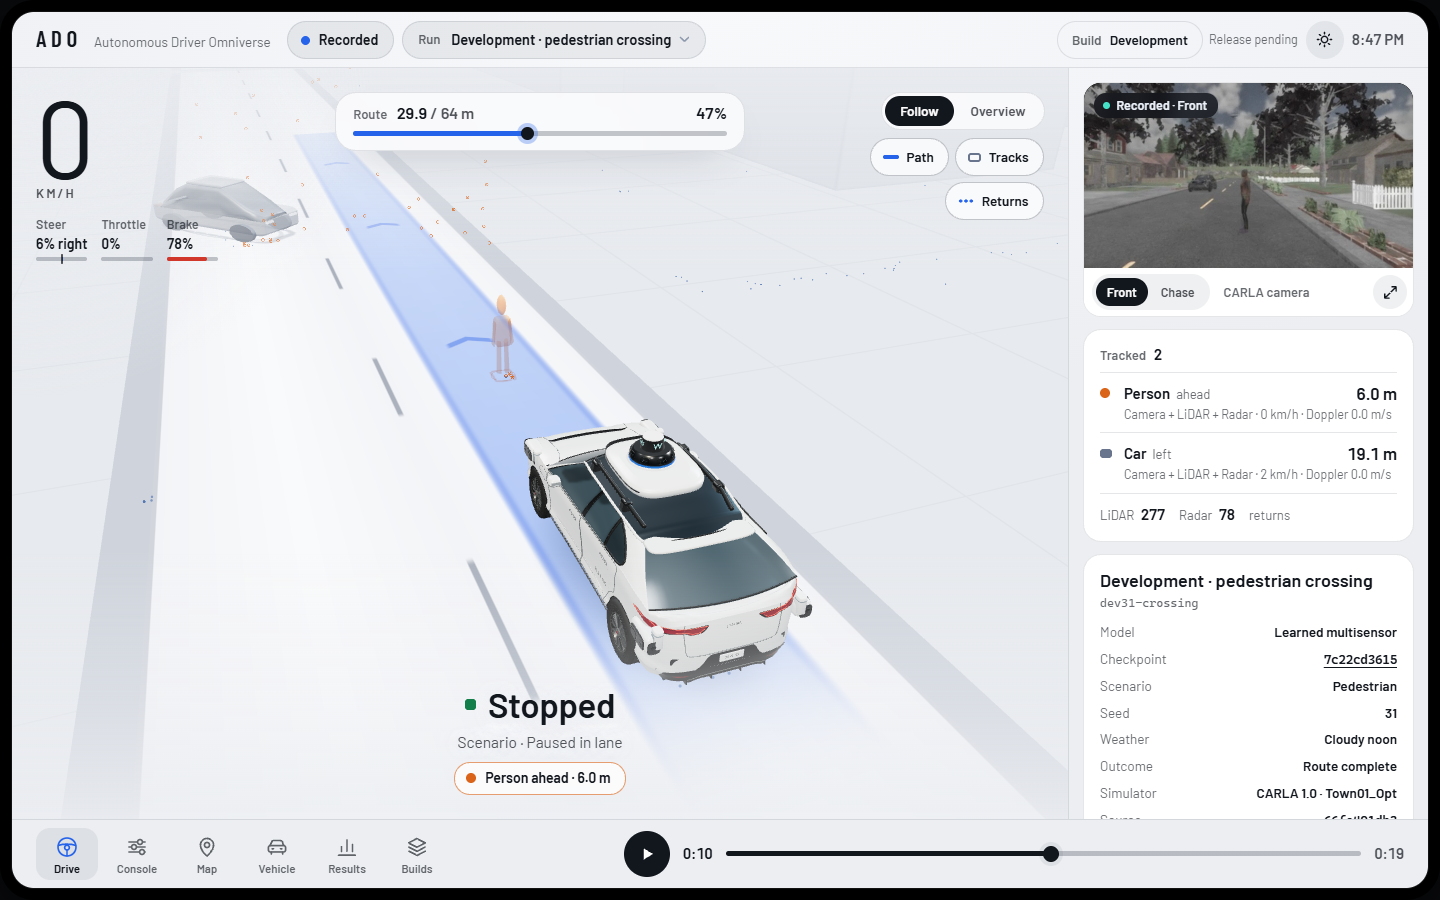 ADO Autonomous Driver Omniverse Recorded Run Development · pedestrian crossing Build Development Release pending 8:47 PM
0
KM/H
Steer Throttle Brake
6% right 0% 78%
Route 29.9 / 64 m 47%
Follow Overview
Path Tracks
Returns
Stopped
Scenario · Paused in lane
Person ahead · 6.0 m
Recorded · Front
Front Chase CARLA camera
Tracked 2
Person ahead 6.0 m
Camera + LiDAR + Radar · 0 km/h · Doppler 0.0 m/s
Car left 19.1 m
Camera + LiDAR + Radar · 2 km/h · Doppler 0.0 m/s
LiDAR 277 Radar 78 returns
Development · pedestrian crossing
dev31-crossing
Model Learned multisensor
Checkpoint 7c22cd3615
Scenario Pedestrian
Seed 31
Weather Cloudy noon
Outcome Route complete
Simulator CARLA 1.0 · Town01_Opt
Drive Console Map Vehicle Results Builds
0:10 0:19